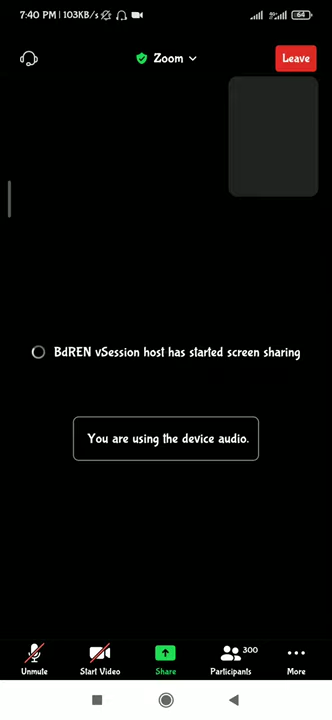 7:40 PM | 103KB/s
64
Zoom
Leave
BdREN vSession host has started screen sharing
You are using the device audio.
300
Unmute
Start Video
Share
Participants
More